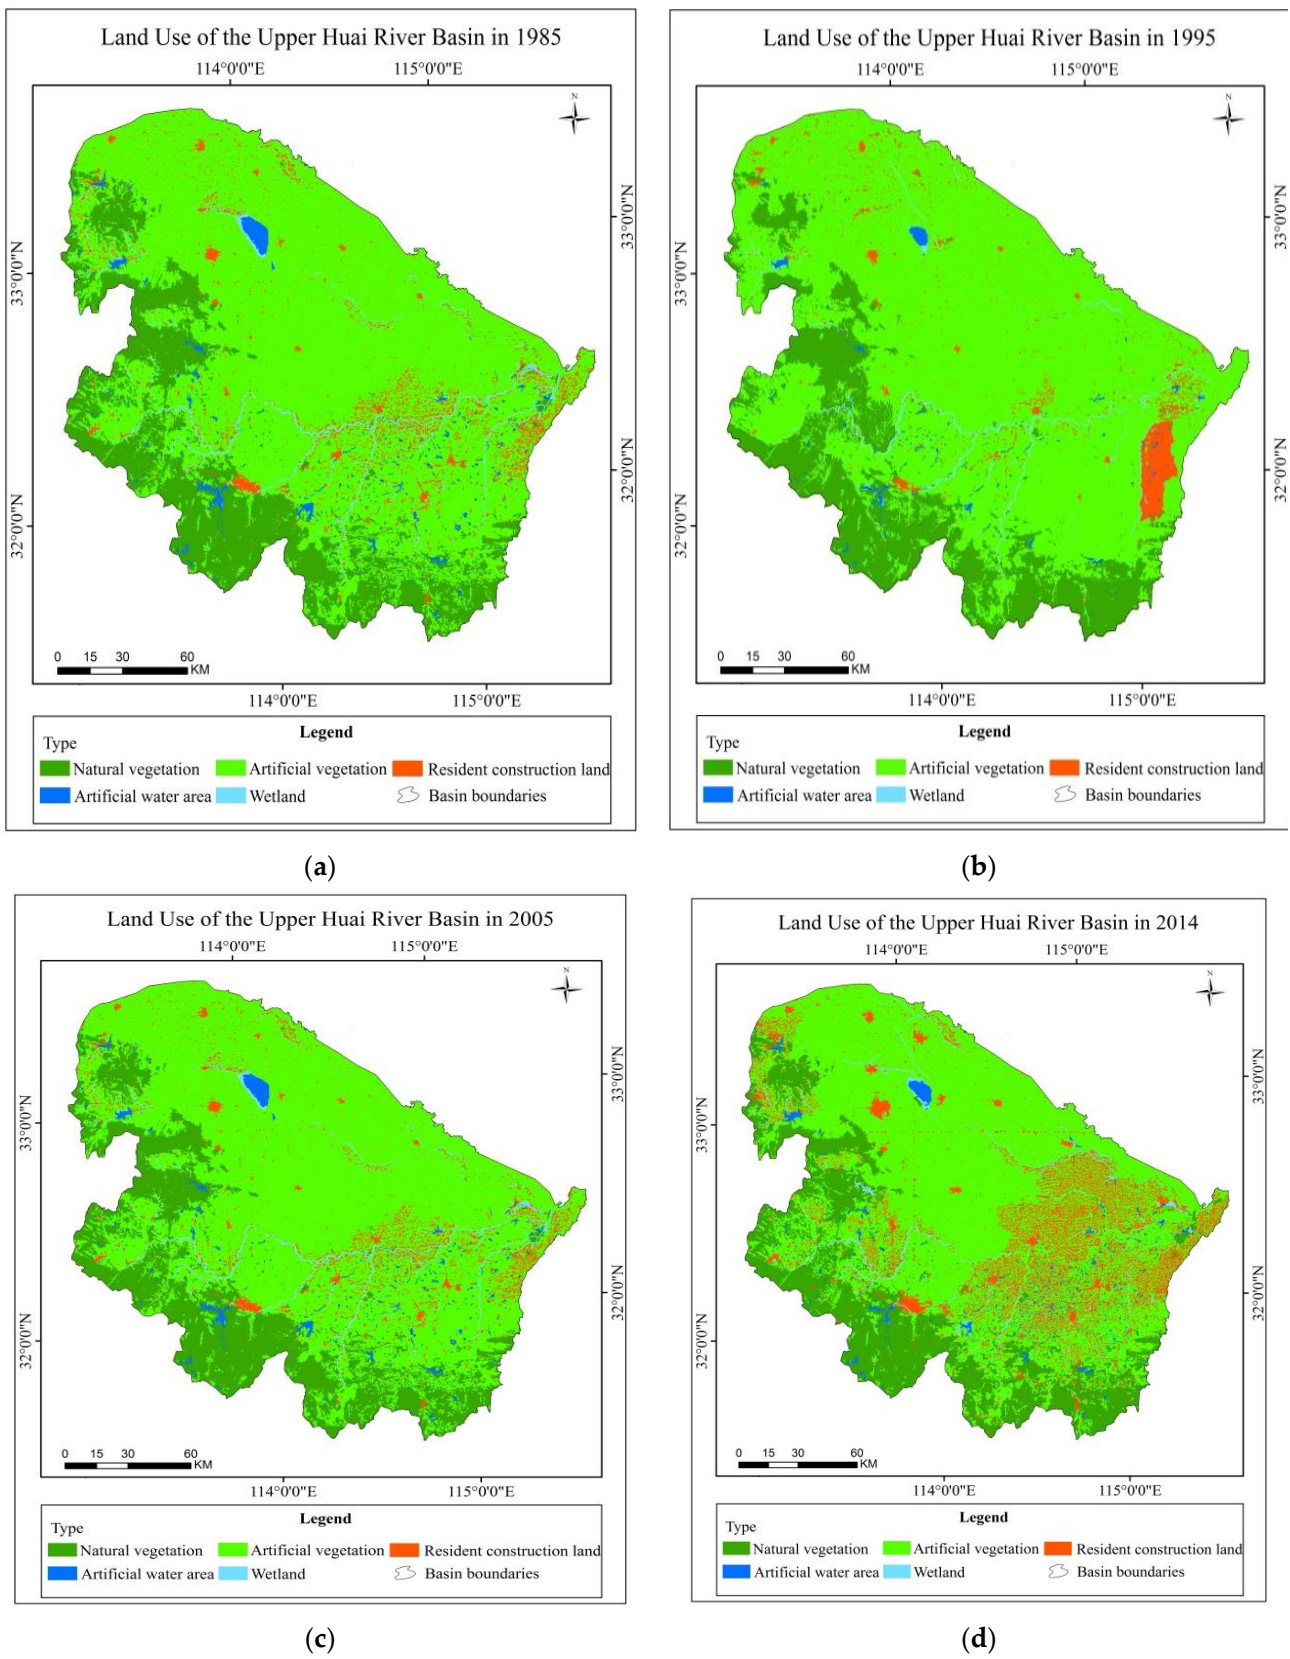 Land Use of the Upper Huai River Basin in 1985
114°0'0"E 115°0'0"E
N
33°0'0"N
33°0'0"N
32°0'0"N
32°0'0"N
0 15 30 60
KM
114°0'0"E 115°0'0"E
Legend
Type
Natural vegetation Artificial vegetation Resident construction land
Artificial water area Wetland Basin boundaries
(a)
Land Use of the Upper Huai River Basin in 1995
114°0'0"E 115°0'0"E
N
33°0'0"N
33°0'0"N
32°0'0"N
32°0'0"N
0 15 30 60
KM
114°0'0"E 115°0'0"E
Legend
Type
Natural vegetation Artificial vegetation Resident construction land
Artificial water area Wetland Basin boundaries
(b)
Land Use of the Upper Huai River Basin in 2005
114°0'0"E 115°0'0"E
N
33°0'0"N
33°0'0"N
32°0'0"N
32°0'0"N
0 15 30 60
KM
114°0'0"E 115°0'0"E
Legend
Type
Natural vegetation Artificial vegetation Resident construction land
Artificial water area Wetland Basin boundaries
(c)
Land Use of the Upper Huai River Basin in 2014
114°0'0"E 115°0'0"E
N
33°0'0"N
33°0'0"N
32°0'0"N
32°0'0"N
0 15 30 60
KM
114°0'0"E 115°0'0"E
Legend
Type
Natural vegetation Artificial vegetation Resident construction land
Artificial water area Wetland Basin boundaries
(d)